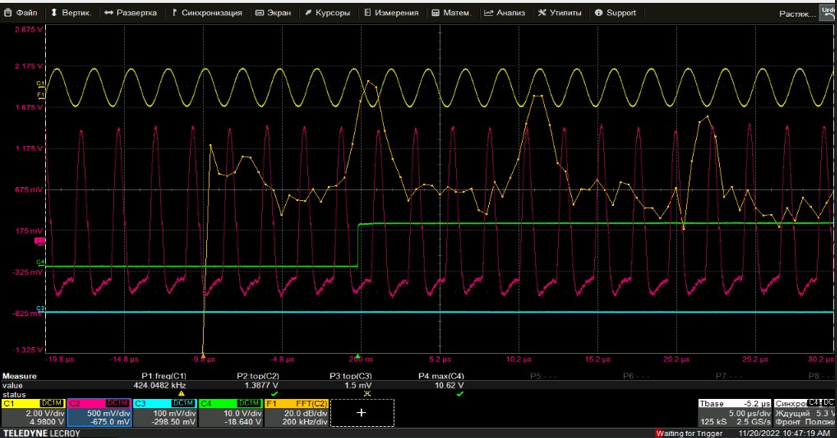 Файл Вертик. Развертка Синхронизация Экран Курсоры Измерения Матем. Анализ Утилиты Support Растяж... Undo
2.675 V
2.175 V
1.675 V
1.175 V
675 mV
175 mV
-325 mV
-825 mV
-1.325 V
C4
C3
-19.8 µs -14.8 µs -9.8 µs -4.8 µs 200 ns 5.2 µs 10.2 µs 15.2 µs 20.2 µs 25.2 µs 30.2 µs
Measure P1:freq(C1) P2:top(C2) P3:top(C3) P4:max(C4) P5:--- P6:--- P7:--- P8:---
value 424.0482 kHz 1.3877 V 1.5 mV 10.62 V
status
C1 DC1M C2 DC1M C3 DC1M C4 DC1M F1 FFT(C2) Tbase -5.2 µs Синхро C4 DC
2.00 V/div 500 mV/div 100 mV/div 10.0 V/div 20.0 dB/div + 5.00 µs/div Ждущий 5.3 V
4.9800 V -675.0 mV -298.50 mV -18.640 V 200 kHz/div 125 kS 2.5 GS/s Фронт Полож
TELEDYNE LECROY Waiting for Trigger 11/20/2022 10:47:19 AM